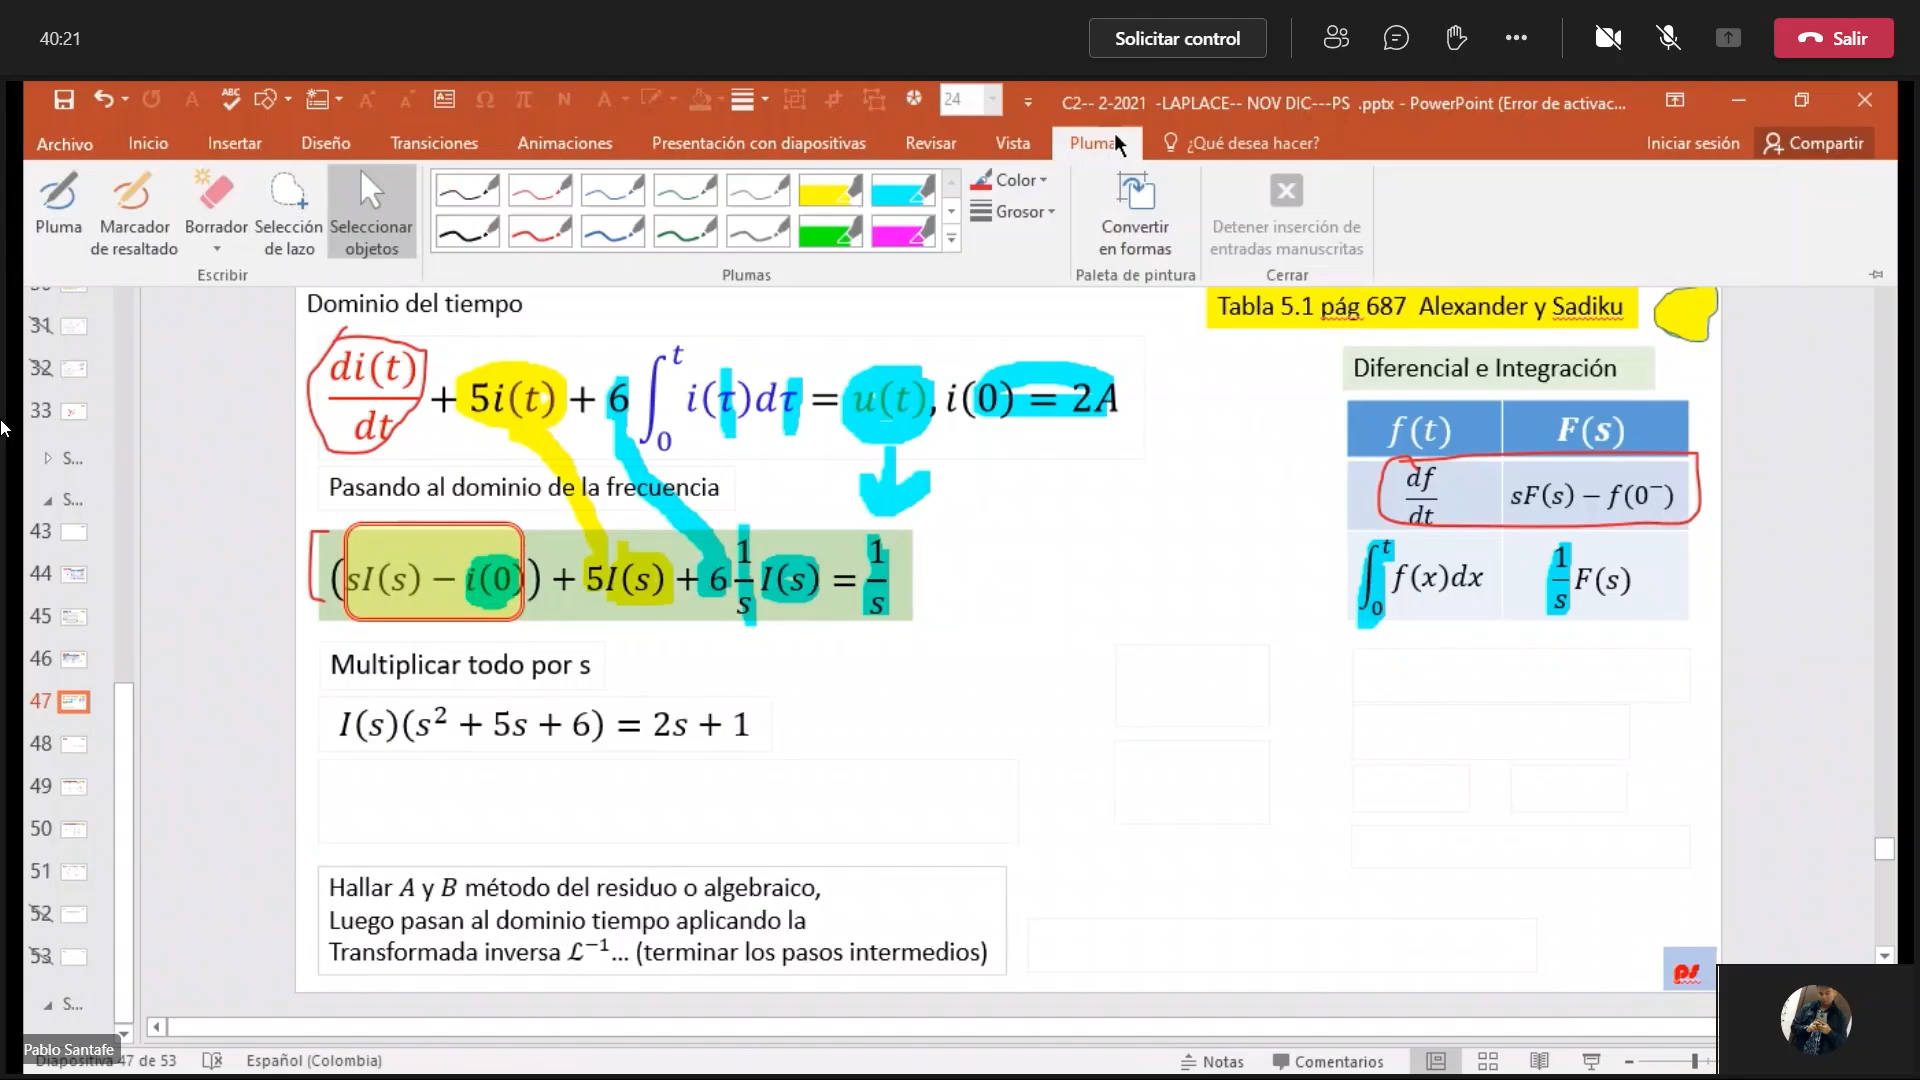 40:21
Solicitar control
Salir
24
C2-- 2-2021 -LAPLACE-- NOV DIC---PS .pptx - PowerPoint (Error de activac...
Archivo Inicio Insertar Diseño Transiciones Animaciones Presentación con diapositivas Revisar Vista Pluma ¿Qué desea hacer? Iniciar sesión Compartir
Pluma
Marcador de resaltado
Borrador
Selección de lazo
Seleccionar objetos
Escribir
Plumas
Color
Grosor
Convertir en formas
Paleta de pintura
Detener inserción de entradas manuscritas
Cerrar
31
32
33
S...
S...
43
44
45
46
47
48
49
50
51
52
53
S...
Dominio del tiempo
Tabla 5.1 pág 687 Alexander y Sadiku
di(t)/dt + 5i(t) + 6 ∫₀ᵗ i(τ)dτ = u(t), i(0) = 2A
Pasando al dominio de la frecuencia
(sI(s) − i(0)) + 5I(s) + 6 1/s I(s) = 1/s
Multiplicar todo por s
I(s)(s² + 5s + 6) = 2s + 1
Hallar A y B método del residuo o algebraico,
Luego pasan al dominio tiempo aplicando la
Transformada inversa ℒ⁻¹... (terminar los pasos intermedios)
Diferencial e Integración
f(t) F(s)
df/dt sF(s) − f(0⁻)
∫₀ᵗ f(x)dx 1/s F(s)
ps
Pablo Santafe
Diapositiva 47 de 53 Español (Colombia) Notas Comentarios